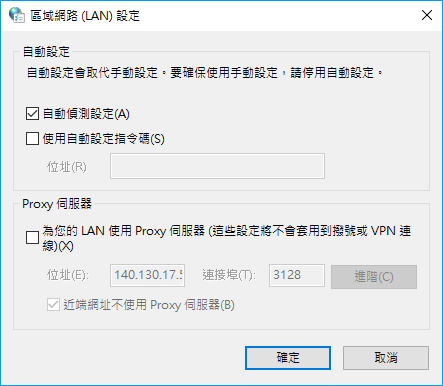 區域網路 (LAN) 設定
自動設定
自動設定會取代手動設定。要確保使用手動設定，請停用自動設定。
自動偵測設定(A)
使用自動設定指令碼(S)
位址(R)
Proxy 伺服器
為您的 LAN 使用 Proxy 伺服器 (這些設定將不會套用到撥號或 VPN 連
線)(X)
位址(E): 140.130.17.5 連接埠(T): 3128 進階(C)
近端網址不使用 Proxy 伺服器(B)
確定 取消